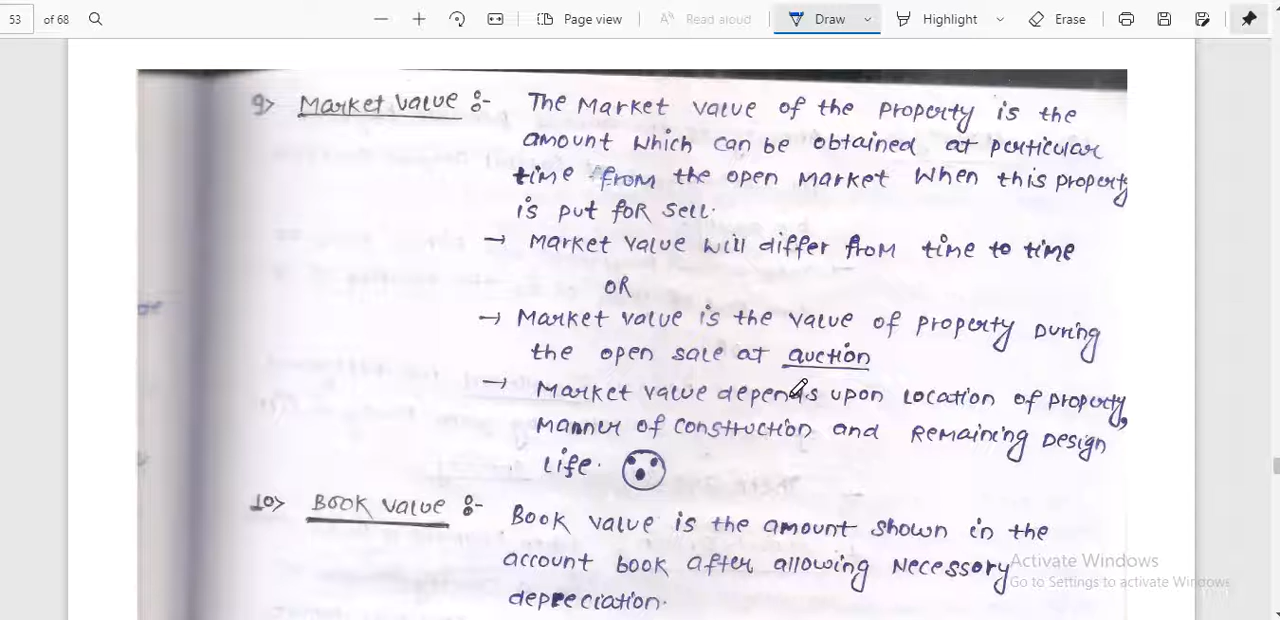 53 of 68 Page view Read aloud Draw Highlight Erase
9> Market value :- The Market value of the Property is the
amount which can be obtained at perticular
time from the open market when this property
is put for sell.
→ Market value will differ from time to time
OR
→ Market value is the value of property During
the open sale at auction
→ Market value depends upon location of property,
manner of construction and Remaining Design
life.
10> Book value :- Book value is the amount shown in the
account book after allowing Necessory
depreciation.
Activate Windows
Go to Settings to activate Windows.